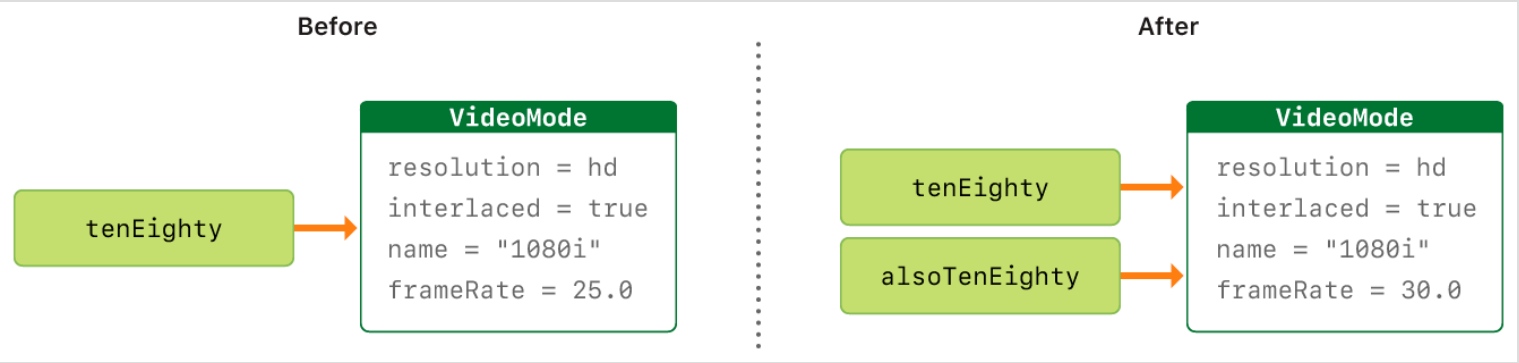 Before
tenEighty
VideoMode
resolution = hd
interlaced = true
name = "1080i"
frameRate = 25.0
After
tenEighty
alsoTenEighty
VideoMode
resolution = hd
interlaced = true
name = "1080i"
frameRate = 30.0